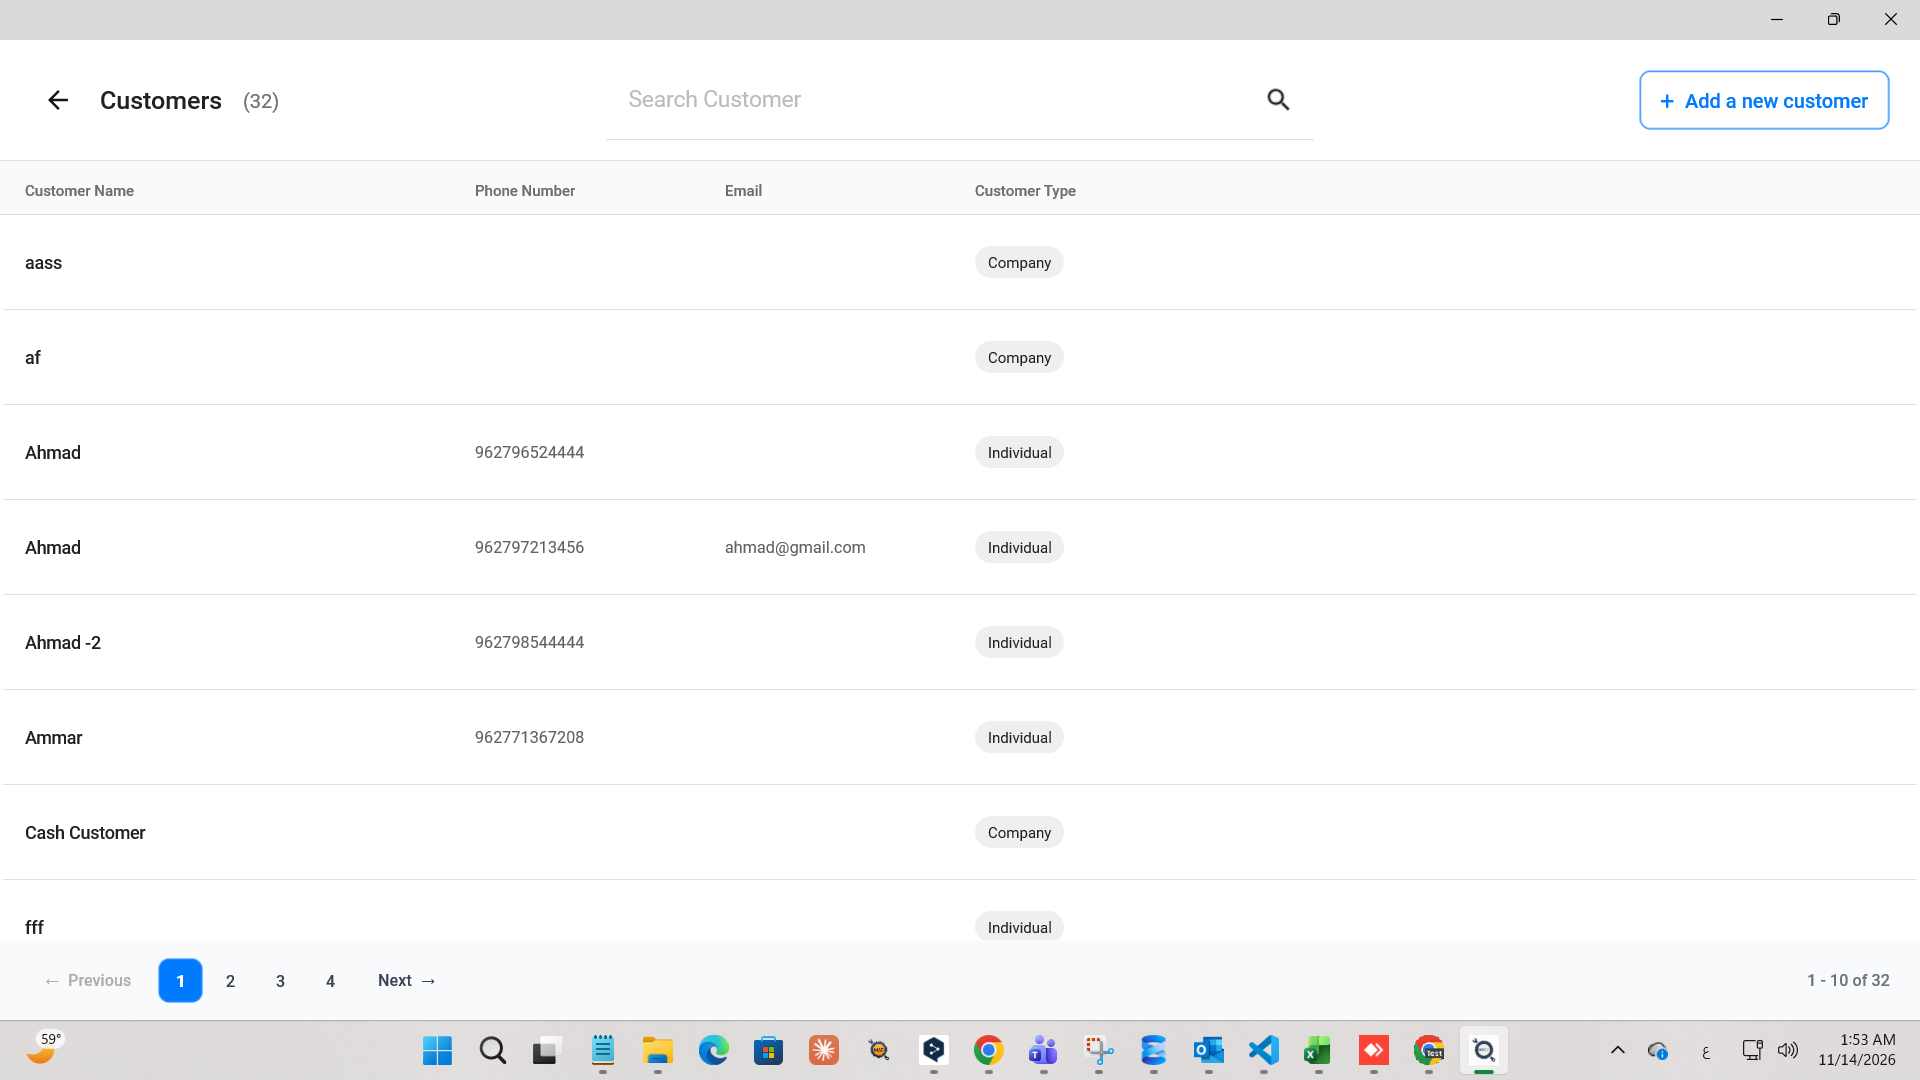 Customers (32)
Search Customer
+ Add a new customer
Customer Name Phone Number Email Customer Type
aass Company
af Company
Ahmad 962796524444 Individual
Ahmad 962797213456 ahmad@gmail.com Individual
Ahmad -2 962798544444 Individual
Ammar 962771367208 Individual
Cash Customer Company
fff Individual
← Previous 1 2 3 4 Next → 1 - 10 of 32
59°
Test
ع
1:53 AM
11/14/2026